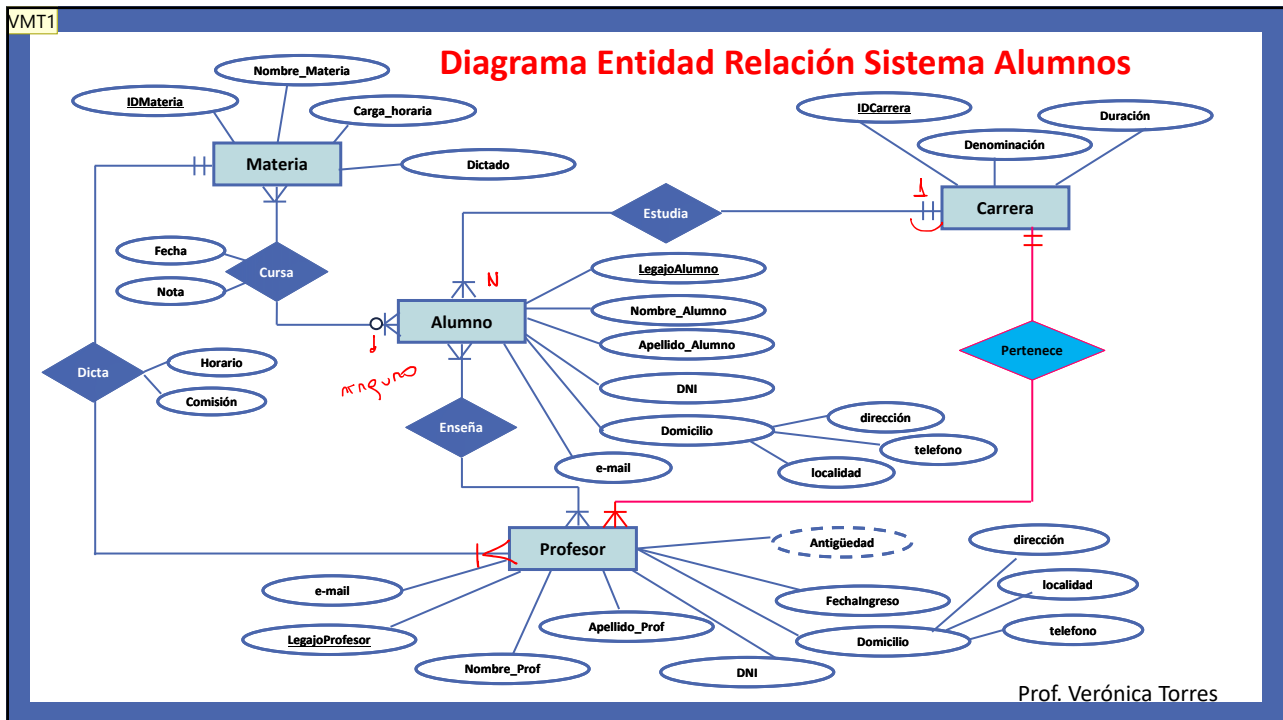 VMT1
Diagrama Entidad Relación Sistema Alumnos
Nombre_Materia
IDMateria
Carga_horaria
Materia
Dictado
IDCarrera
Duración
Denominación
Carrera
1
Estudia
Fecha
Nota
Cursa
N
LegajoAlumno
Nombre_Alumno
Apellido_Alumno
DNI
Domicilio
dirección
telefono
localidad
e-mail
Alumno
ninguno
Pertenece
Dicta
Horario
Comisión
Enseña
Profesor
Antigüedad
FechaIngreso
Domicilio
dirección
localidad
telefono
e-mail
LegajoProfesor
Nombre_Prof
Apellido_Prof
DNI
Prof. Verónica Torres